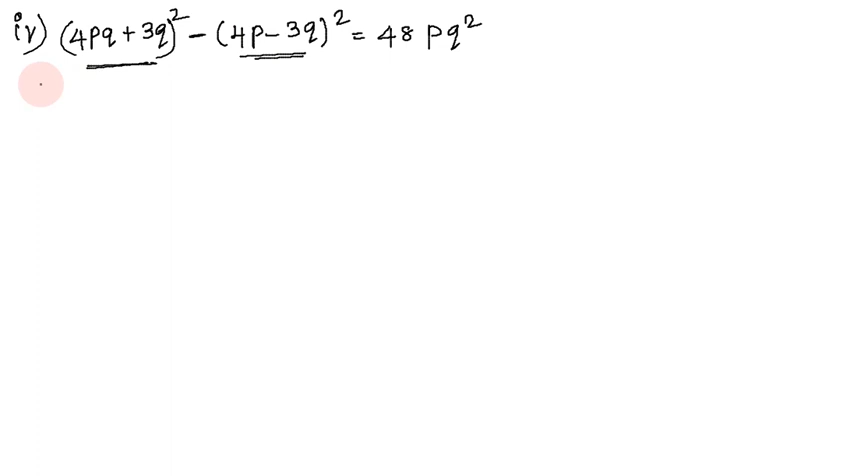 iv) (4pq + 3q)² - (4p - 3q)² = 48 pq²